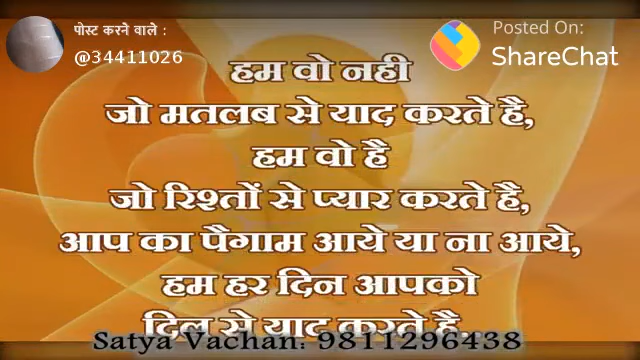 पोस्ट करने वाले :
@34411026
Posted On:
ShareChat
हम वो नही
जो मतलब से याद करते है,
हम वो है
जो रिश्तों से प्यार करते है,
आप का पैगाम आये या ना आये,
हम हर दिन आपको
दिल से याद करते है
Satya Vachan: 9811296438